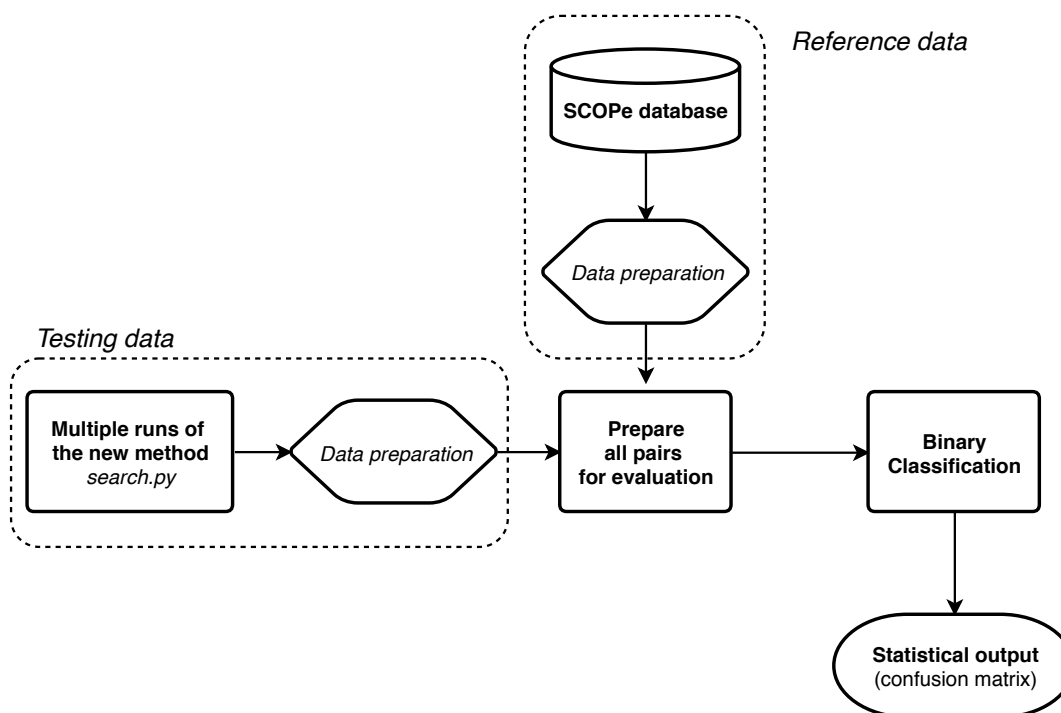 Reference data
SCOPe database
Data preparation
Testing data
Multiple runs of
the new method
search.py
Data preparation
Prepare
all pairs
for evaluation
Binary
Classification
Statistical output
(confusion matrix)